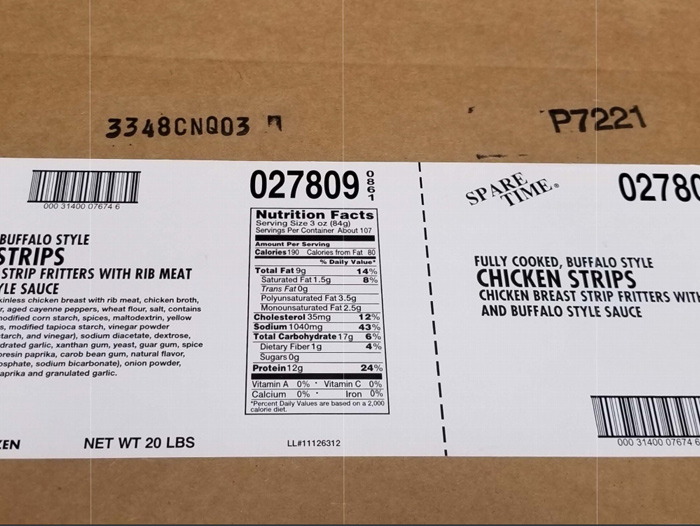 3348CNQ03
P7221
000 31400 07674 6
BUFFALO STYLE
STRIPS
STRIP FRITTERS WITH RIB MEAT
YLE SAUCE
kinless chicken breast with rib meat, chicken broth,
r, aged cayenne peppers, wheat flour, salt, contains
modified corn starch, spices, maltodextrin, yellow
s, modified tapioca starch, vinegar powder
tarch, and vinegar), sodium diacetate, dextrose,
drated garlic, xanthan gum, yeast, guar gum, spice
oresin paprika, carob bean gum, natural flavor,
osphate, sodium bicarbonate), onion powder,
aprika and granulated garlic.
KEN
NET WT 20 LBS
027809
0861
Nutrition Facts
Serving Size 3 oz (84g)
Servings Per Container About 107
Amount Per Serving
Calories 190 Calories from Fat 80
% Daily Value*
Total Fat 9g 14%
Saturated Fat 1.5g 8%
Trans Fat 0g
Polyunsaturated Fat 3.5g
Monounsaturated Fat 2.5g
Cholesterol 35mg 12%
Sodium 1040mg 43%
Total Carbohydrate 17g 6%
Dietary Fiber 1g 4%
Sugars 0g
Protein 12g 24%
Vitamin A 0% · Vitamin C 0%
Calcium 0% · Iron 0%
*Percent Daily Values are based on a 2,000
calorie diet.
LL#11126312
SPARE
TIME®
02780
FULLY COOKED, BUFFALO STYLE
CHICKEN STRIPS
CHICKEN BREAST STRIP FRITTERS WITH
AND BUFFALO STYLE SAUCE
000 31400 07674 6